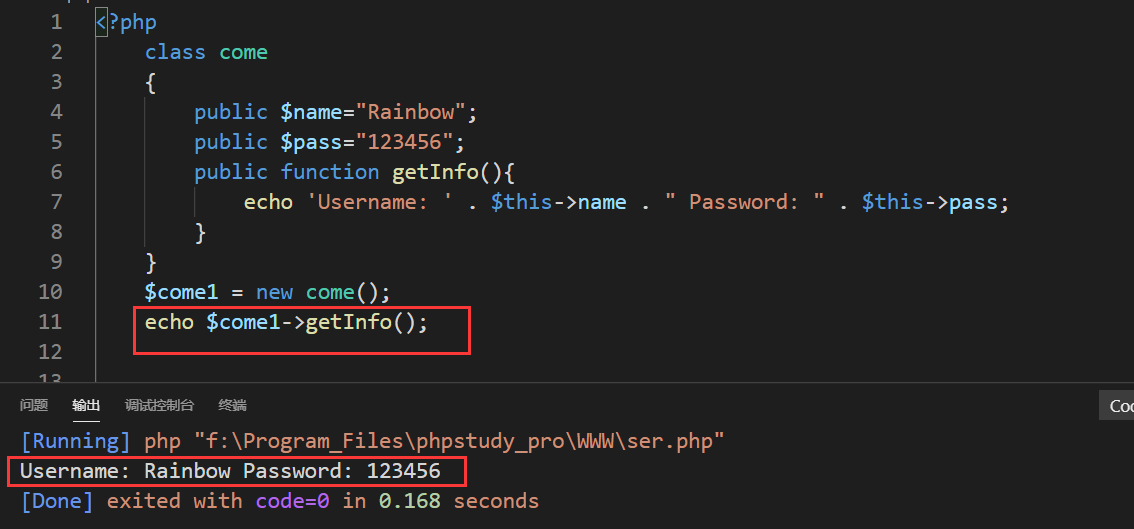 1 <?php
2 class come
3 {
4 public $name="Rainbow";
5 public $pass="123456";
6 public function getInfo(){
7 echo 'Username: ' . $this->name . " Password: " . $this->pass;
8 }
9 }
10 $come1 = new come();
11 echo $come1->getInfo();
12
13
问题 输出 调试控制台 终端
[Running] php "f:\Program_Files\phpstudy_pro\WWW\ser.php"
Username: Rainbow Password: 123456
[Done] exited with code=0 in 0.168 seconds